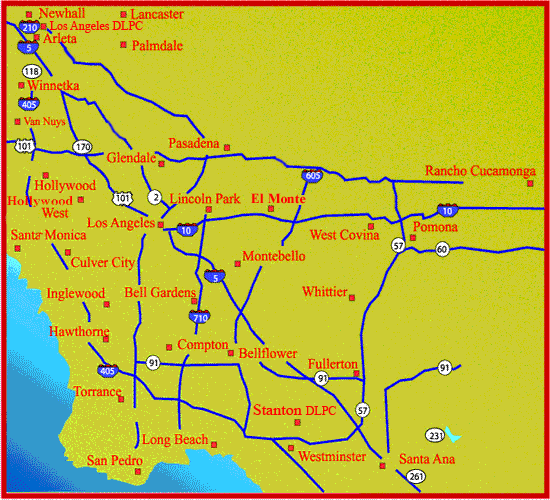 Newhall
Lancaster
210
Los Angeles DLPC
Arleta
5
Palmdale
118
Winnetka
405
Van Nuys
101
170
Pasadena
Glendale
605
Rancho Cucamonga
Hollywood
101
2
Hollywood
West
Lincoln Park
El Monte
10
Los Angeles
10
West Covina
Pomona
Santa Monica
57
60
Culver City
Montebello
5
Inglewood
Bell Gardens
Whittier
710
Hawthorne
Compton
Bellflower
405
91
Fullerton
91
91
Torrance
57
Stanton DLPC
231
Long Beach
Westminster
San Pedro
Santa Ana
261